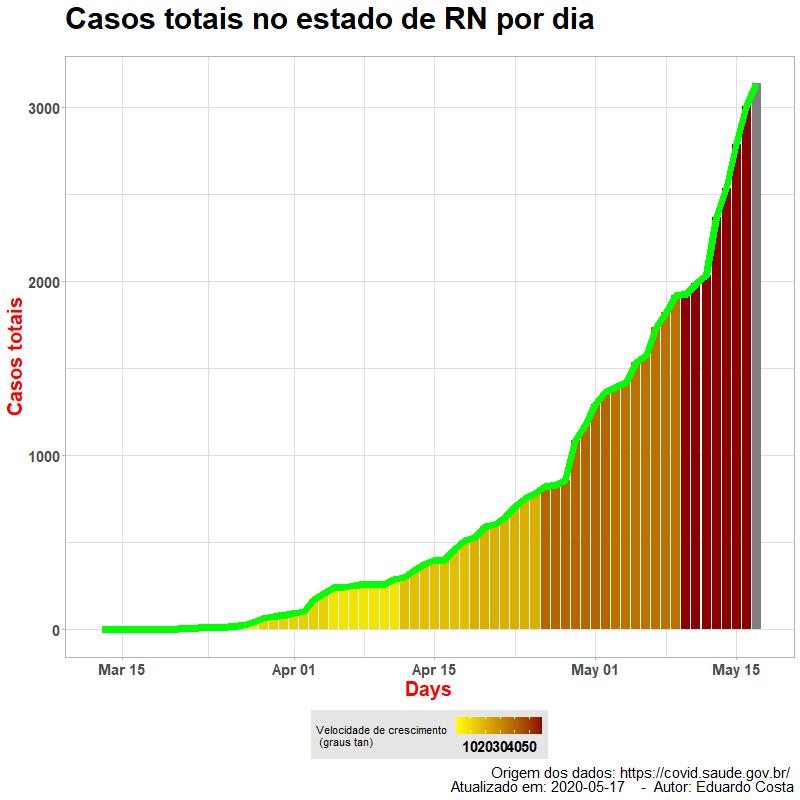 Casos totais no estado de RN por dia
Casos totais
3000
2000
1000
0
Mar 15 Apr 01 Apr 15 May 01 May 15
Days
Velocidade de crescimento
(graus tan)
1020304050
Origem dos dados: https://covid.saude.gov.br/
Atualizado em: 2020-05-17 - Autor: Eduardo Costa